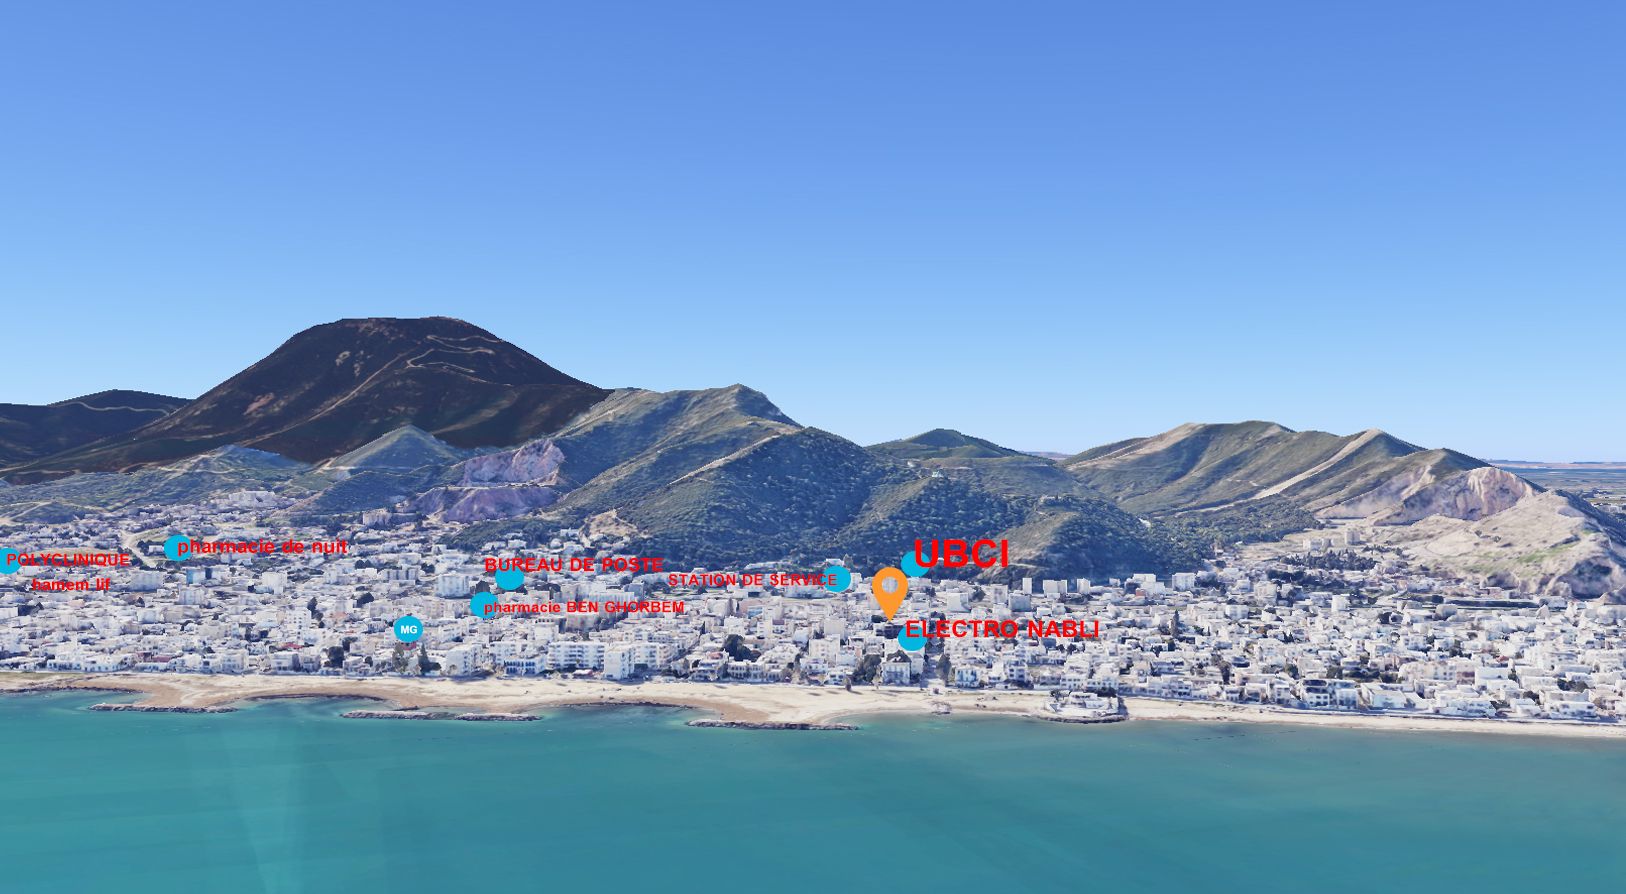 POLYCLINIQUE
hamem lif
pharmacie de nuit
BUREAU DE POSTE
pharmacie BEN GHORBEM
MG
STATION DE SERVICE
UBCI
ELECTRO NABLI